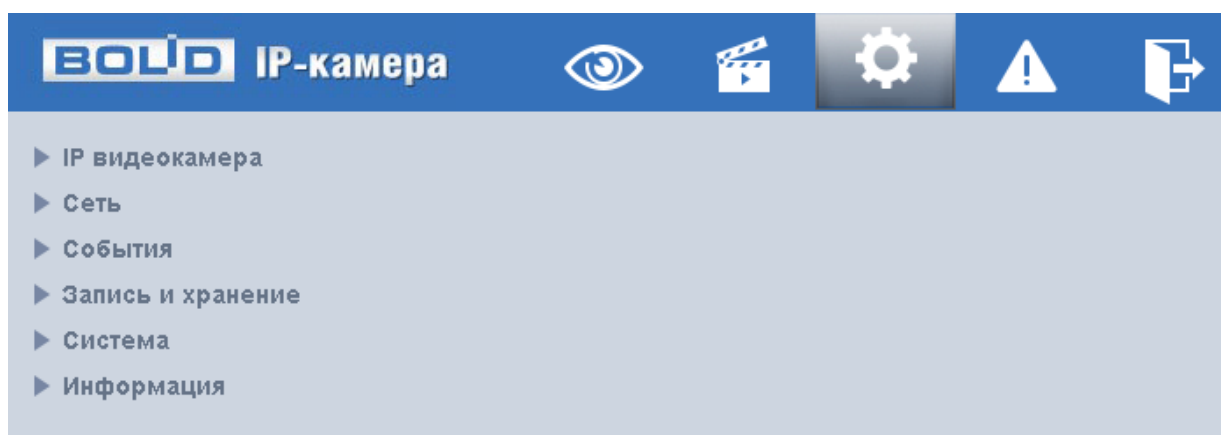 BOLID IP-камера
IP видеокамера
Сеть
События
Запись и хранение
Система
Информация